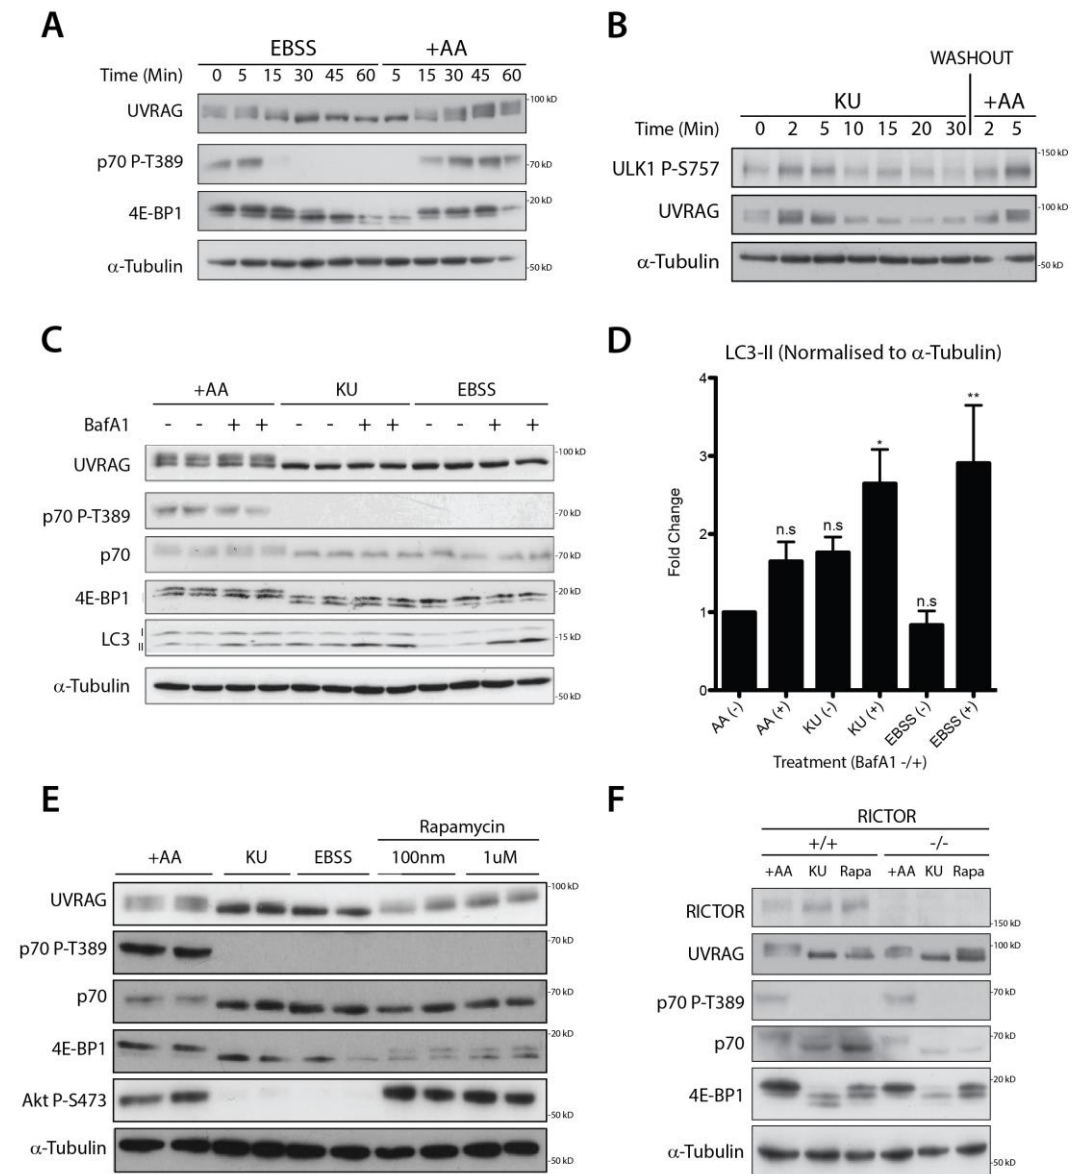 A
EBSS +AA
Time (Min) 0 5 15 30 45 60 5 15 30 45 60
UVRAG -100 kD
p70 P-T389 -70 kD
4E-BP1 -20 kD
α-Tubulin -50 kD
B
WASHOUT
KU +AA
Time (Min) 0 2 5 10 15 20 30 2 5
ULK1 P-S757 -150 kD
UVRAG -100 kD
α-Tubulin -50 kD
C
+AA KU EBSS
BafA1 - - + + - - + + - - + +
UVRAG -100 kD
p70 P-T389 -70 kD
p70 -70 kD
4E-BP1 -20 kD
LC3 I II -15 kD
α-Tubulin -50 kD
D
LC3-II (Normalised to α-Tubulin)
Fold Change
4
3
2
1
0
n.s
n.s
*
n.s
**
AA (-) AA (+) KU (-) KU (+) EBSS (-) EBSS (+)
Treatment (BafA1 -/+)
E
Rapamycin
+AA KU EBSS 100nm 1uM
UVRAG -100 kD
p70 P-T389 -70 kD
p70 -70 kD
4E-BP1 -20 kD
Akt P-S473 -50 kD
α-Tubulin -50 kD
F
RICTOR
+/+ -/-
+AA KU Rapa +AA KU Rapa
RICTOR -150 kD
UVRAG -100 kD
p70 P-T389 -70 kD
p70 -70 kD
4E-BP1 -20 kD
α-Tubulin -50 kD